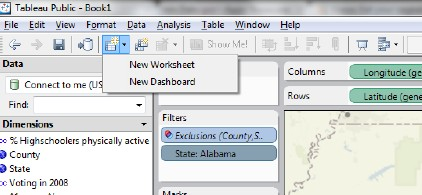 Tableau Public - Book1
File Edit View Format Data Analysis Table Window Help
Show Me!
New Worksheet
New Dashboard
Data
Connect to me (US
Find:
Dimensions
% Highschoolers physically active
County
State
Voting in 2008
Filters
Exclusions (County,S..
State: Alabama
Marks
Columns Longitude (gene
Rows Latitude (gene